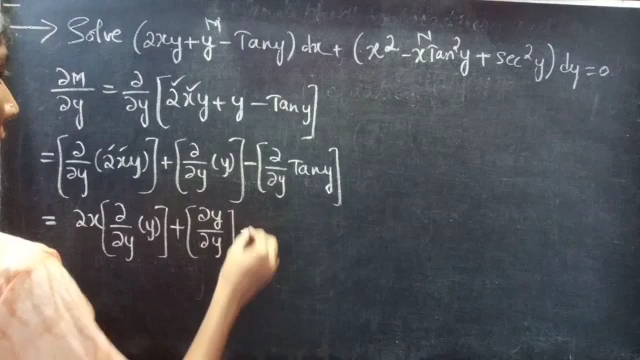 → Solve (2xy + y - Tany) dx + (x² - xTan²y + sec²y) dy = 0
M N
∂M/∂y = ∂/∂y [2xy + y - Tany]
= [∂/∂y (2xy)] + [∂/∂y (y)] - [∂/∂y Tany]
= 2x[∂/∂y (y)] + [∂y/∂y]